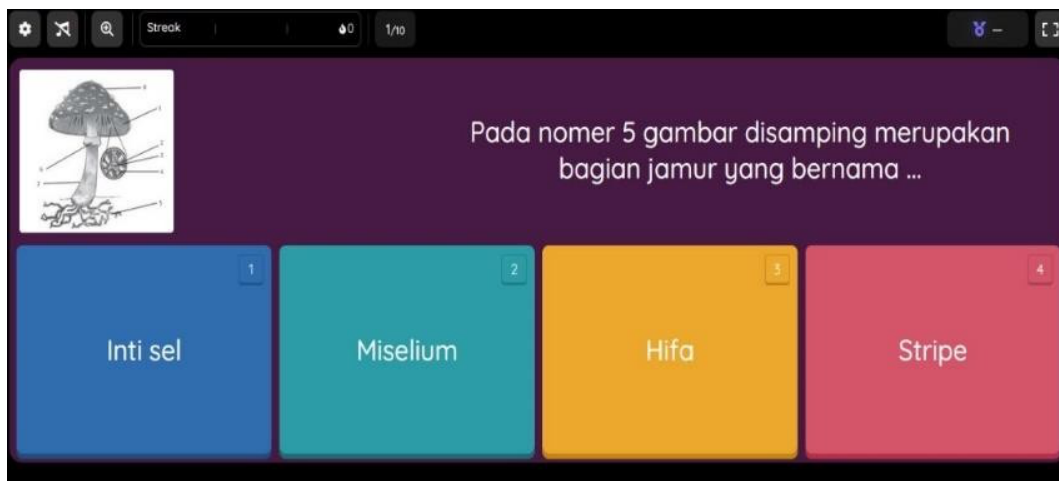 Streak
0
1/10
Pada nomer 5 gambar disamping merupakan
bagian jamur yang bernama ...
1
Inti sel
2
Miselium
3
Hifa
4
Stripe